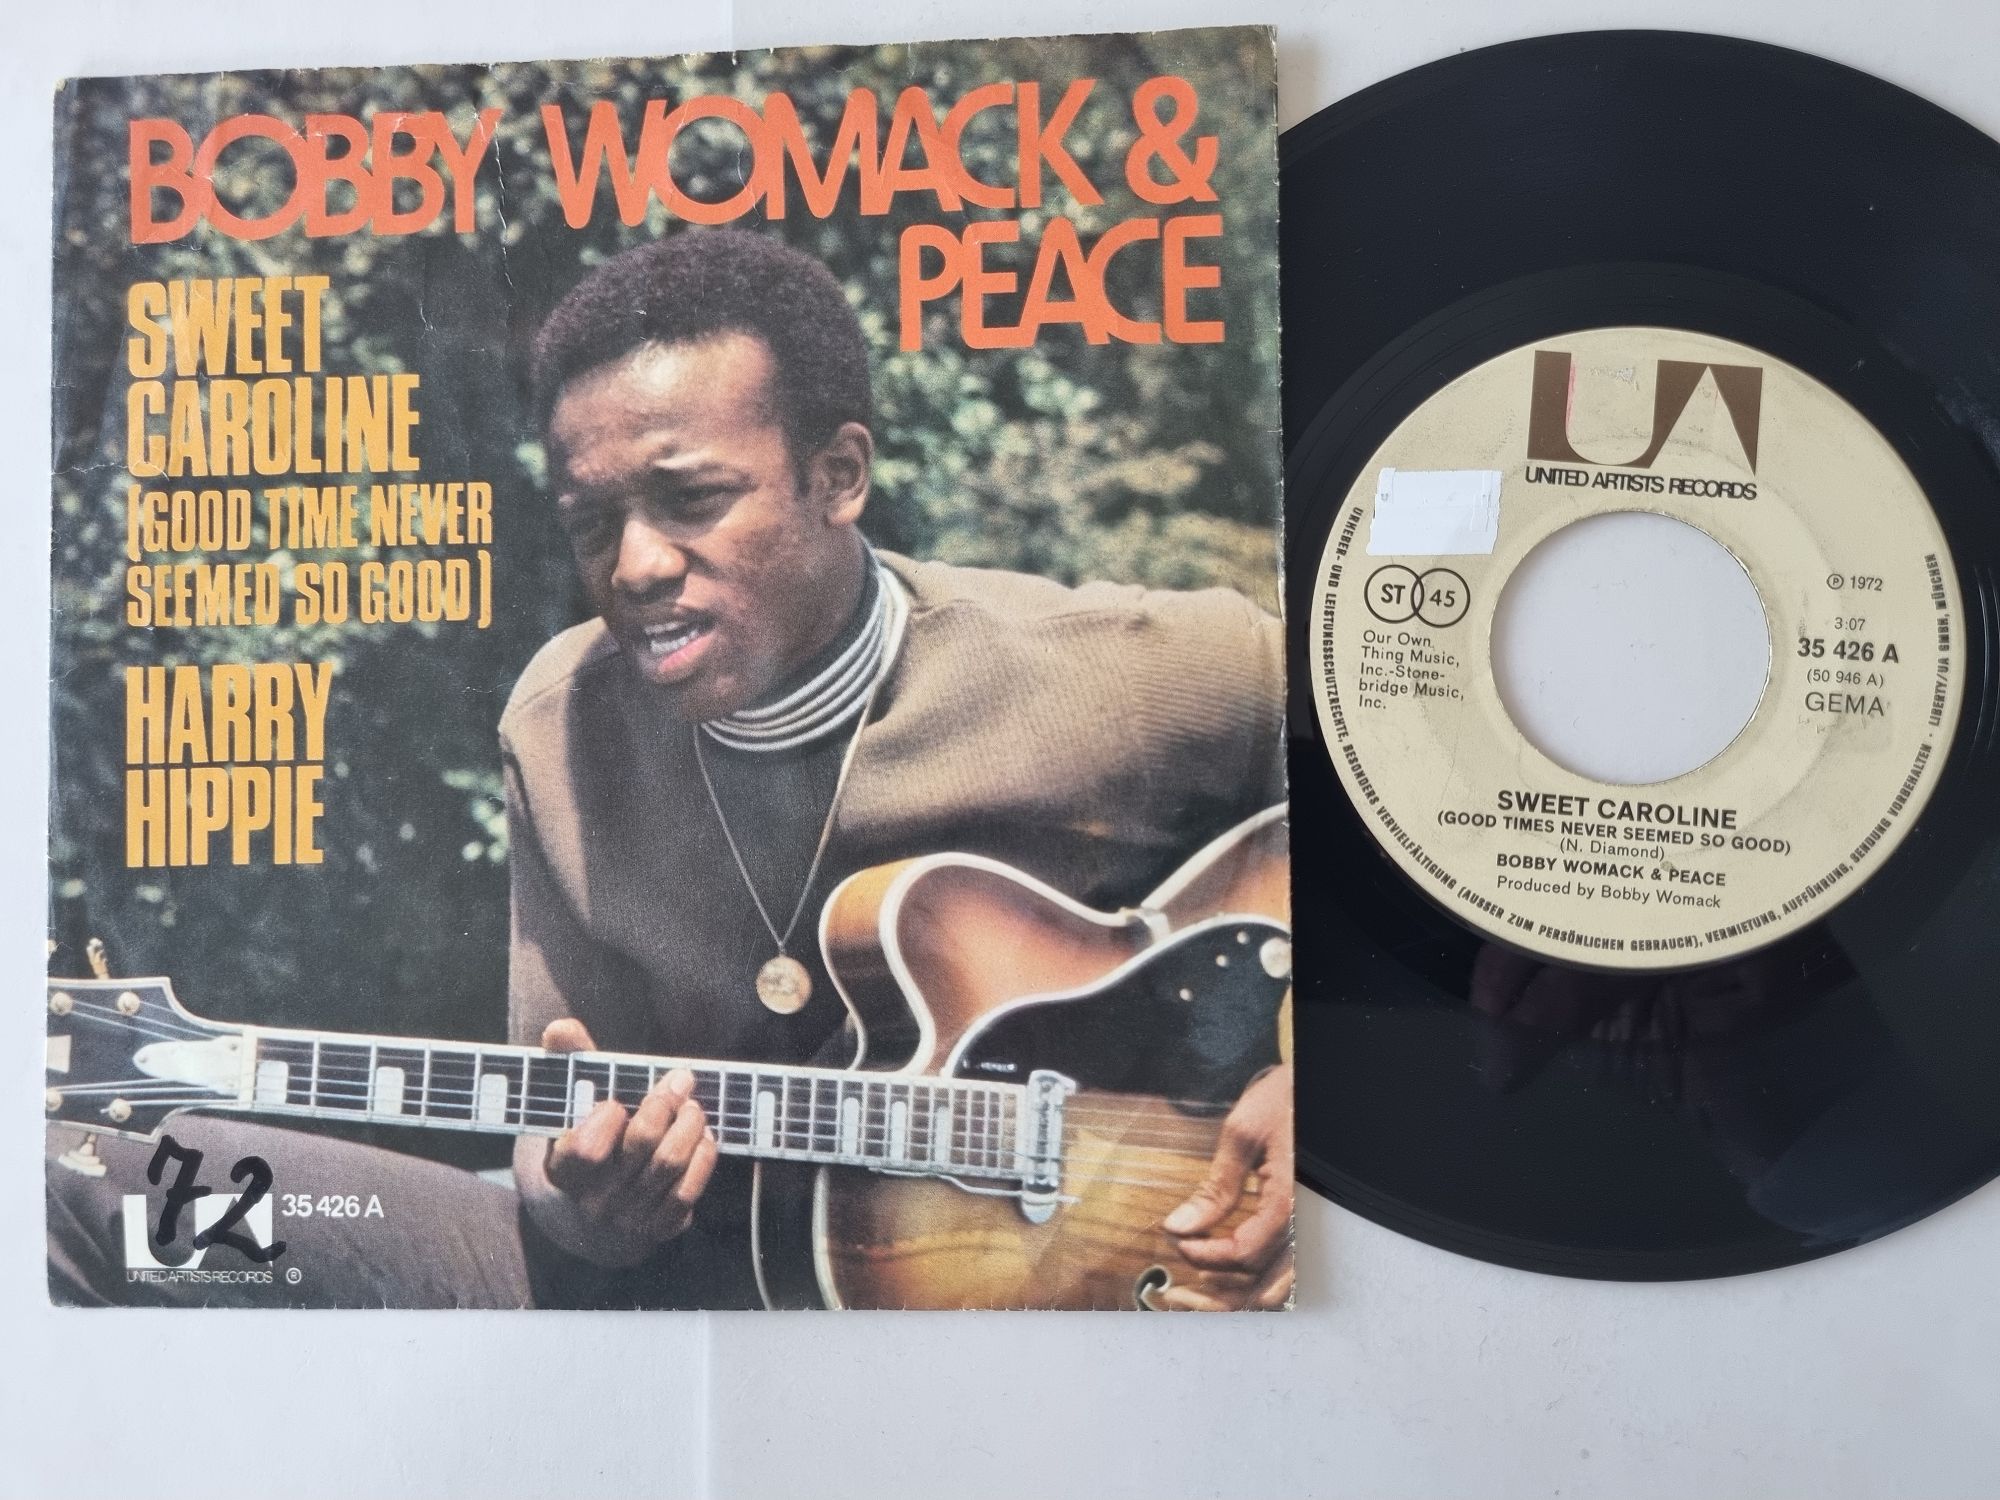 BOBBY WOMACK &
PEACE
SWEET
CAROLINE
(GOOD TIME NEVER
SEEMED SO GOOD)
HARRY
HIPPIE
72
UA
35 426 A
UNITED ARTISTS RECORDS ®
UA
UNITED ARTISTS RECORDS
ST 45
Our Own
Thing Music,
Inc.-Stone-
bridge Music,
Inc.
℗ 1972
3:07
35 426 A
(50 946 A)
GEMA
SWEET CAROLINE
(GOOD TIMES NEVER SEEMED SO GOOD)
(N. Diamond)
BOBBY WOMACK & PEACE
Produced by Bobby Womack
URHEBER- UND LEISTUNGSSCHUTZRECHTE, BESONDERS VERVIELFÄLTIGUNG (AUSSER ZUM PERSÖNLICHEN GEBRAUCH), VERMIETUNG, AUFFÜHRUNG, SENDUNG VORBEHALTEN · LIBERTY/UA GMBH, MÜNCHEN